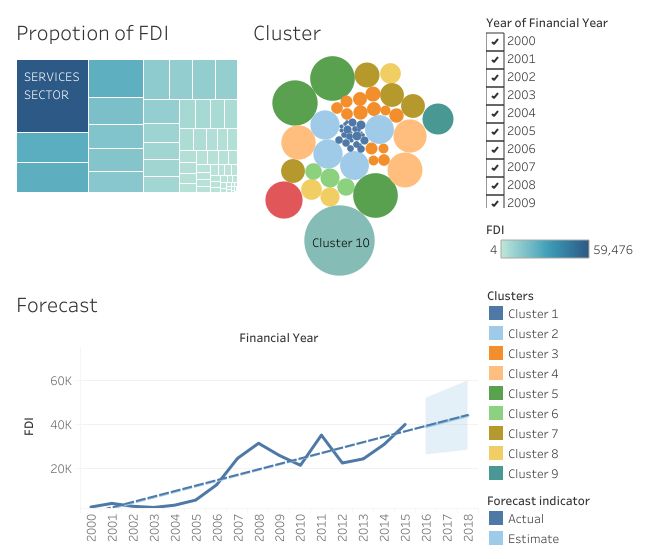 Propotion of FDI
SERVICES
SECTOR
Cluster
Cluster 10
Year of Financial Year
2000
2001
2002
2003
2004
2005
2006
2007
2008
2009
FDI
4
59,476
Forecast
Financial Year
FDI
60K
40K
20K
2000
2001
2002
2003
2004
2005
2006
2007
2008
2009
2010
2011
2012
2013
2014
2015
2016
2017
2018
Clusters
Cluster 1
Cluster 2
Cluster 3
Cluster 4
Cluster 5
Cluster 6
Cluster 7
Cluster 8
Cluster 9
Forecast indicator
Actual
Estimate